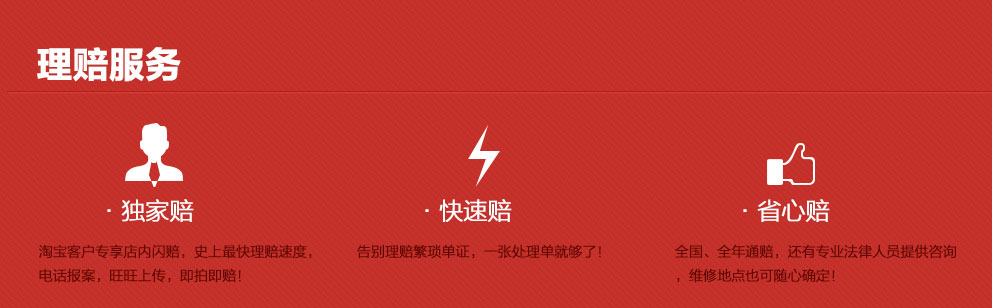 理赔服务
· 独家赔
· 快速赔
· 省心赔
淘宝客户专享店内闪赔，史上最快理赔速度，
电话报案，旺旺上传，即拍即赔！
告别理赔繁琐单证，一张处理单就够了！
全国、全年通赔，还有专业法律人员提供咨询
，维修地点也可随心确定！